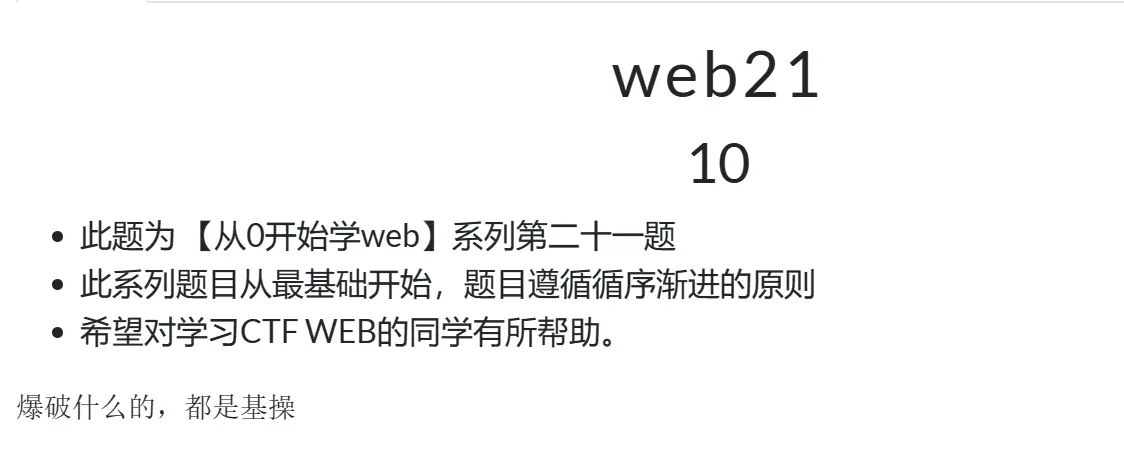 web21
10
此题为 【从0开始学web】系列第二十一题
此系列题目从最基础开始，题目遵循循序渐进的原则
希望对学习CTF WEB的同学有所帮助。
爆破什么的，都是基操